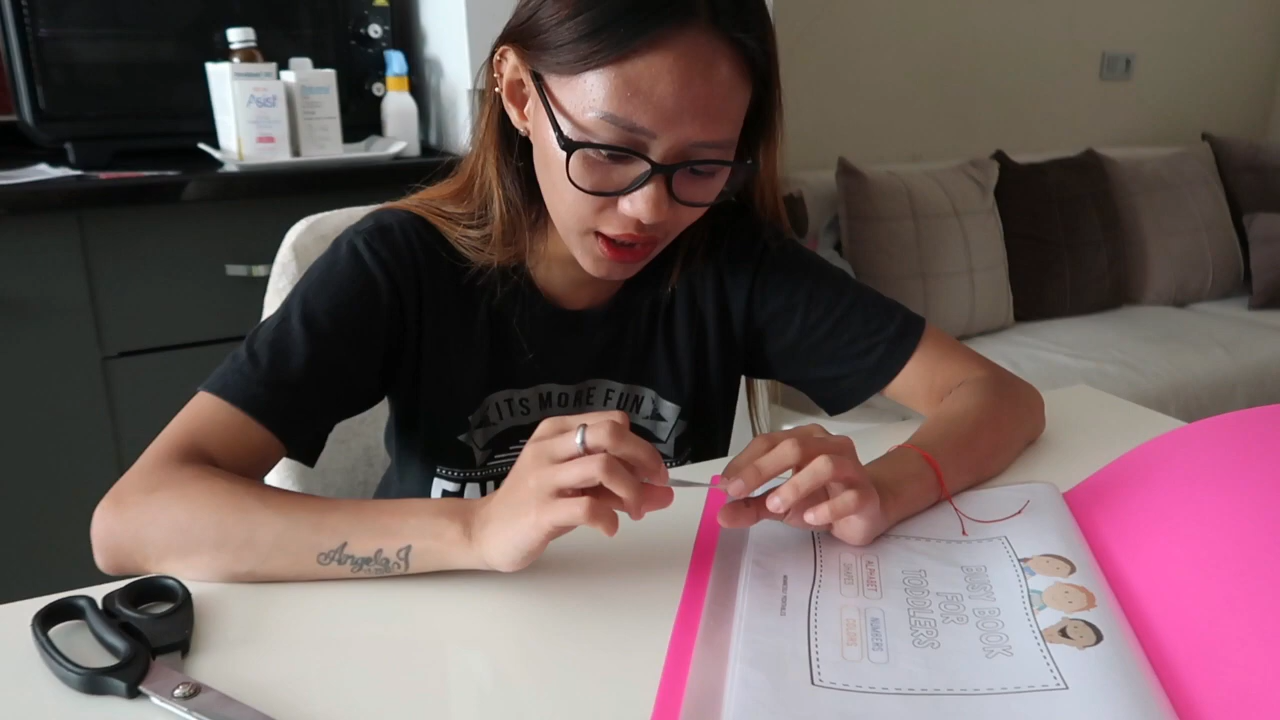 Asist
ITS MORE FUN
Angela J
BUSY BOOK
FOR
TODDLERS
ALPHABET
NUMBERS
SHAPES
COLORS